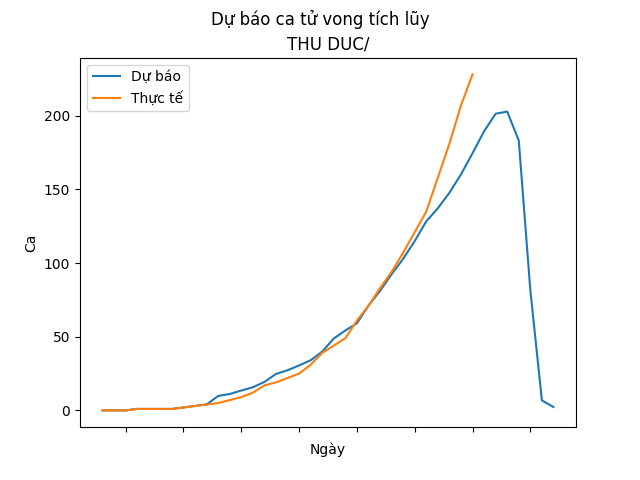 Dự báo ca tử vong tích lũy
THU DUC/
Dự báo
Thực tế
200
150
100
50
0
Ca
Ngày